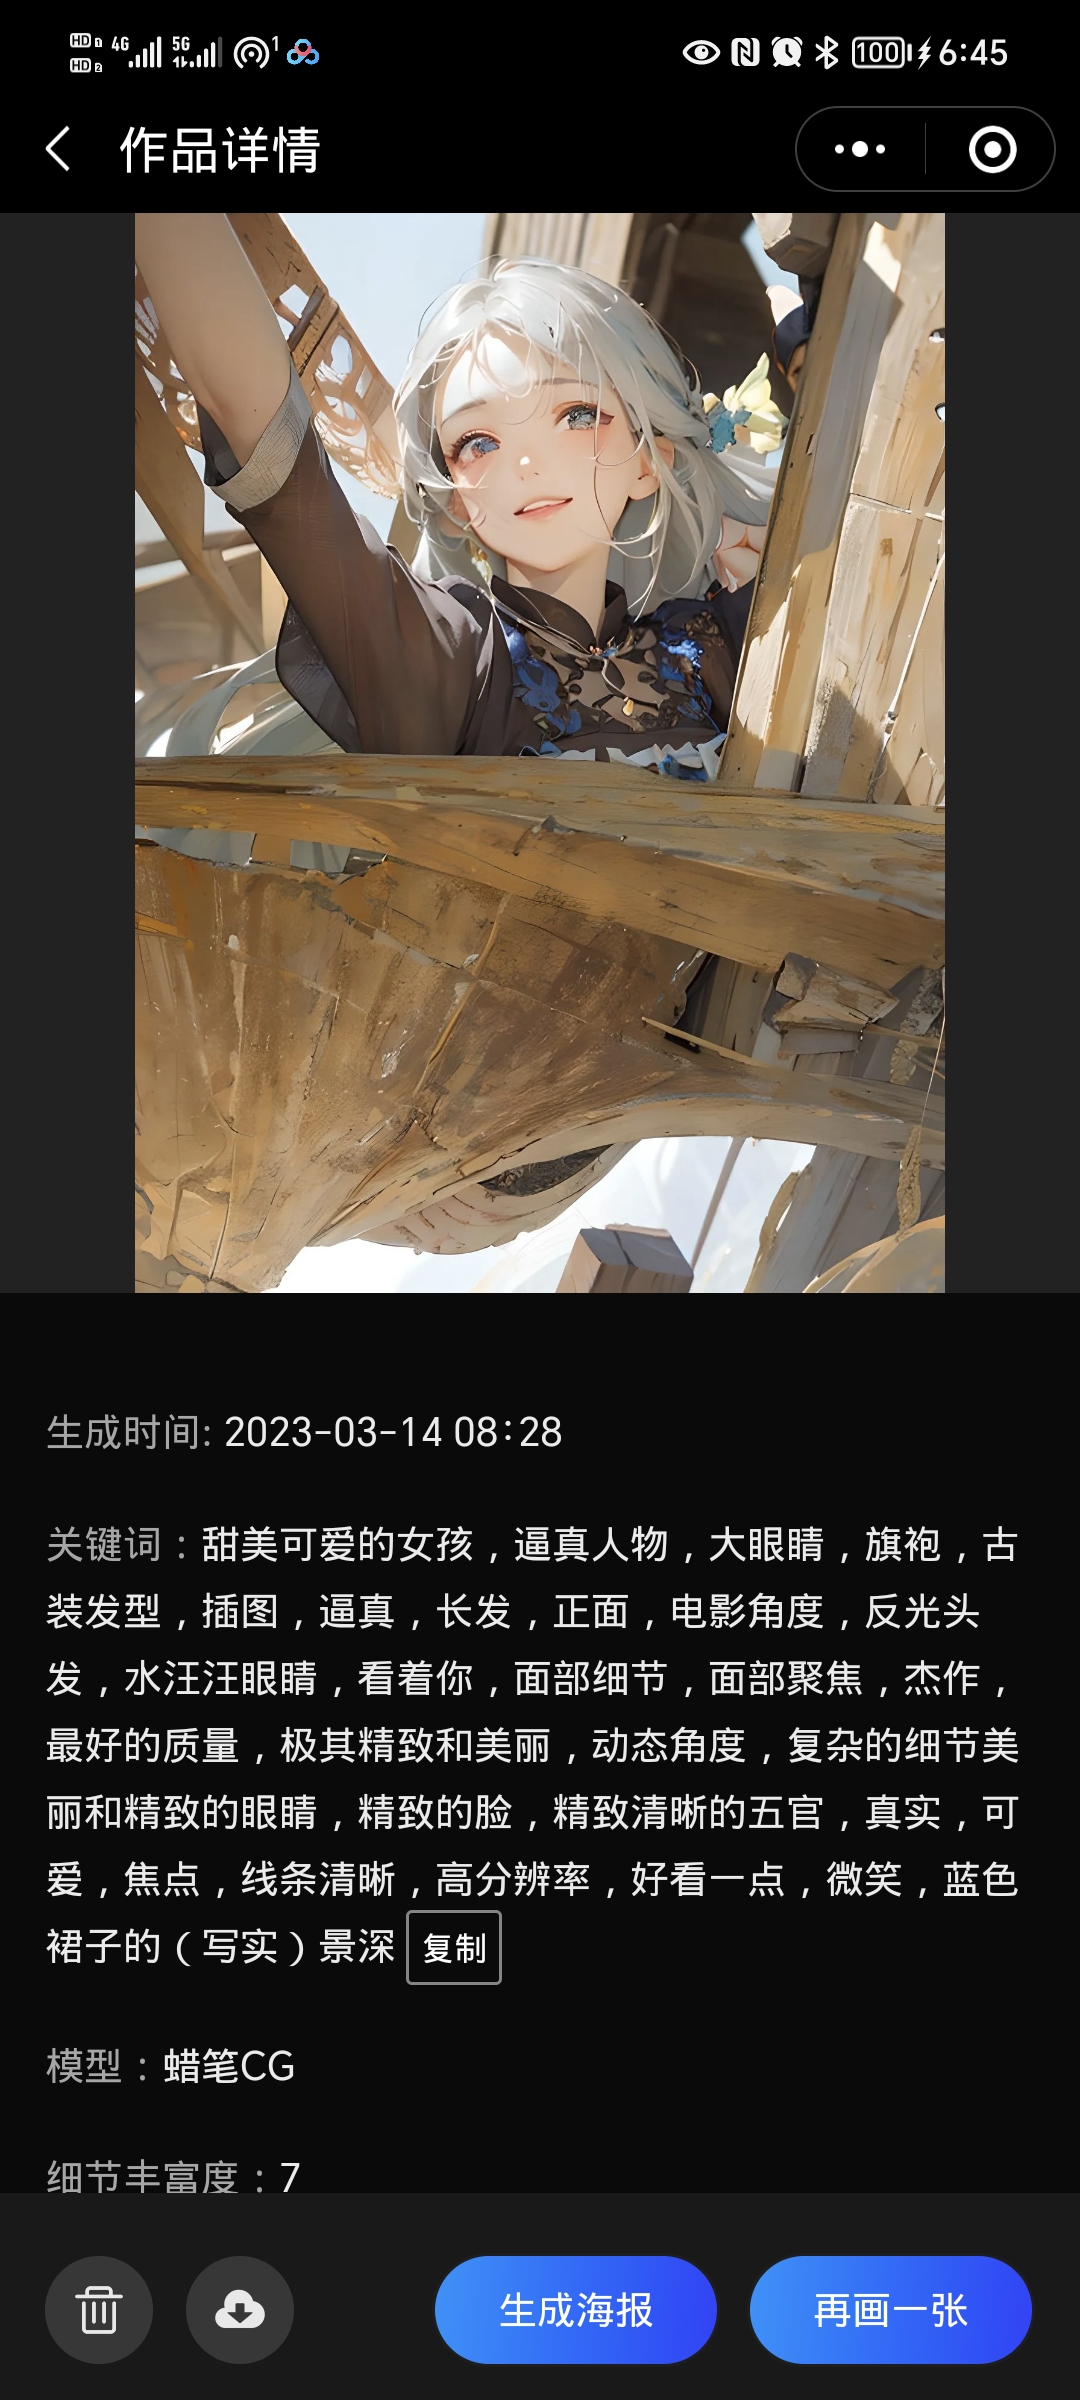 HD 1 4G 5G 1 100 6:45
HD 2
作品详情
生成时间: 2023-03-14 08:28
关键词：甜美可爱的女孩，逼真人物，大眼睛，旗袍，古
装发型，插图，逼真，长发，正面，电影角度，反光头
发，水汪汪眼睛，看着你，面部细节，面部聚焦，杰作，
最好的质量，极其精致和美丽，动态角度，复杂的细节美
丽和精致的眼睛，精致的脸，精致清晰的五官，真实，可
爱，焦点，线条清晰，高分辨率，好看一点，微笑，蓝色
裙子的（写实）景深 复制
模型：蜡笔CG
细节丰富度：7
生成海报 再画一张